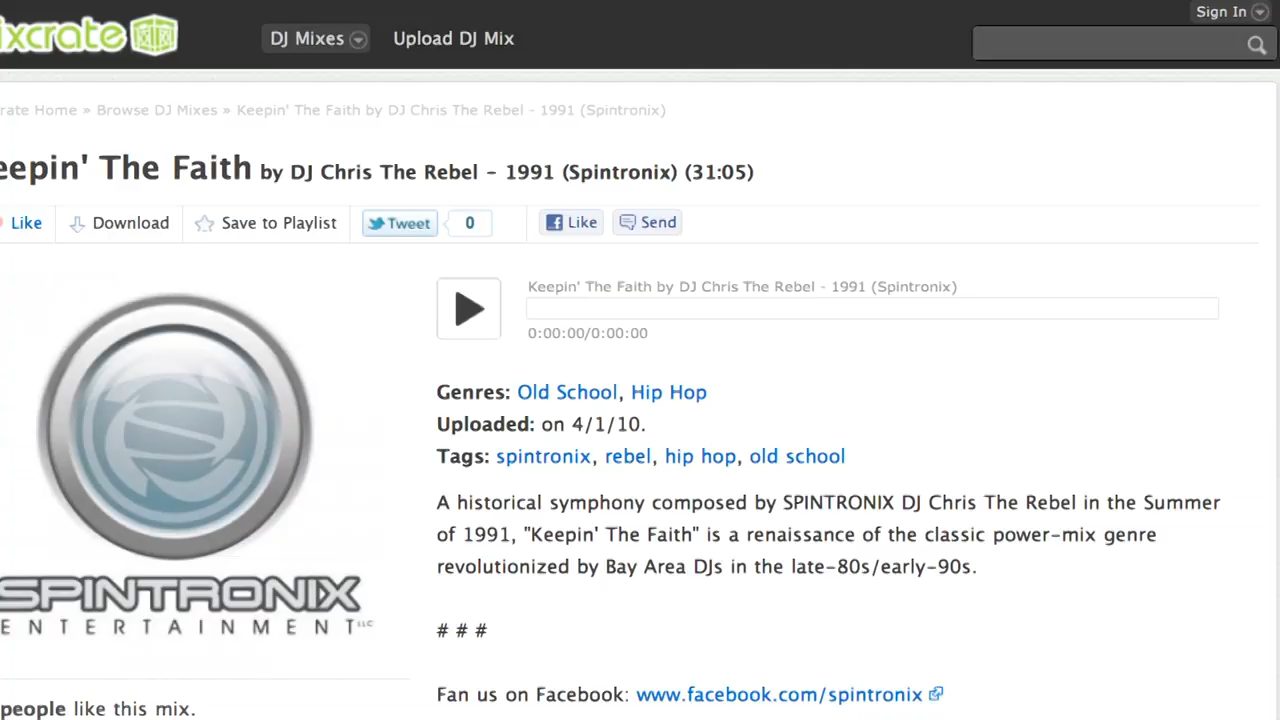 Sign In
ixcrate
DJ Mixes
Upload DJ Mix
rate Home » Browse DJ Mixes » Keepin' The Faith by DJ Chris The Rebel - 1991 (Spintronix)
eepin' The Faith by DJ Chris The Rebel - 1991 (Spintronix) (31:05)
Like Download Save to Playlist Tweet 0 Like Send
Keepin' The Faith by DJ Chris The Rebel - 1991 (Spintronix)
0:00:00/0:00:00
Genres: Old School, Hip Hop
Uploaded: on 4/1/10.
Tags: spintronix, rebel, hip hop, old school
A historical symphony composed by SPINTRONIX DJ Chris The Rebel in the Summer
of 1991, "Keepin' The Faith" is a renaissance of the classic power-mix genre
revolutionized by Bay Area DJs in the late-80s/early-90s.
# # #
Fan us on Facebook: www.facebook.com/spintronix
SPINTRONIX
ENTERTAINMENT LLC
people like this mix.